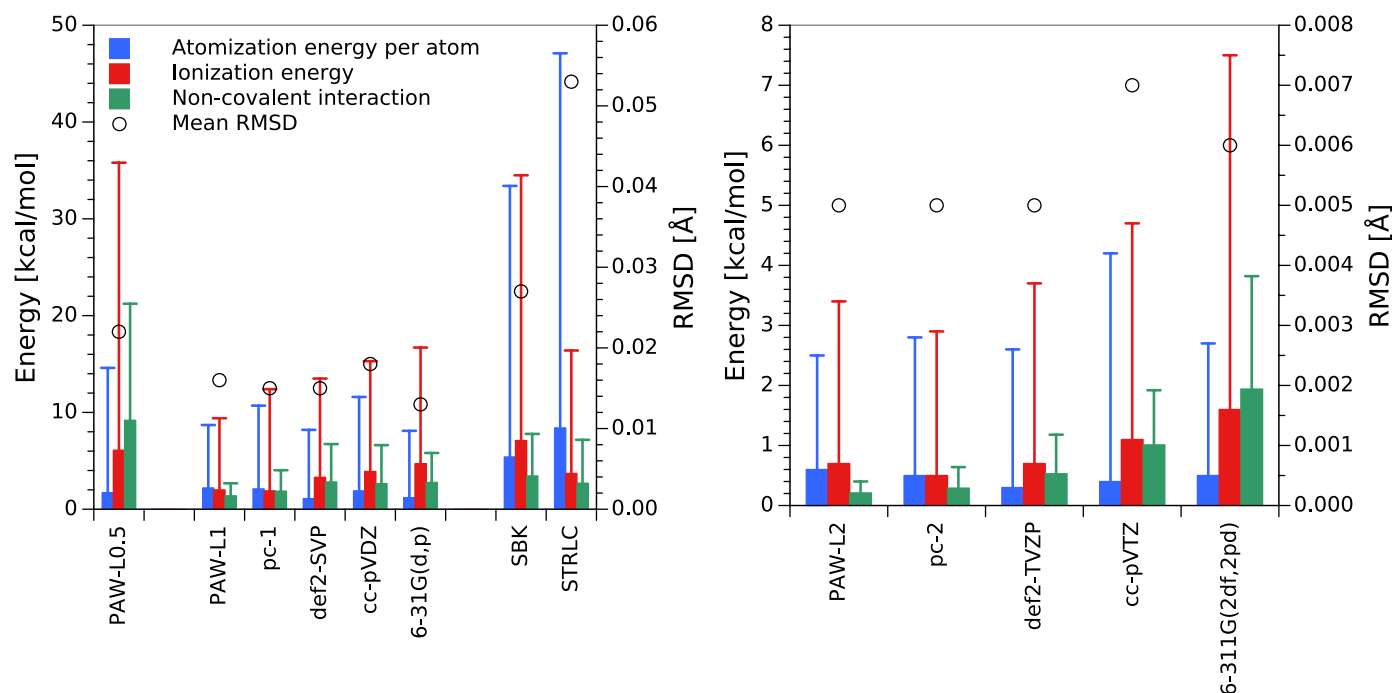 50
40
30
20
10
0
Energy [kcal/mol]
Atomization energy per atom
Ionization energy
Non-covalent interaction
Mean RMSD
0.06
0.05
0.04
0.03
0.02
0.01
0.00
RMSD [Å]
PAW-L0.5
PAW-L1
pc-1
def2-SVP
cc-pVDZ
6-31G(d,p)
SBK
STRLC
8
7
6
5
4
3
2
1
0
Energy [kcal/mol]
0.008
0.007
0.006
0.005
0.004
0.003
0.002
0.001
0.000
RMSD [Å]
PAW-L2
pc-2
def2-TVZP
cc-pVTZ
6-311G(2df,2pd)